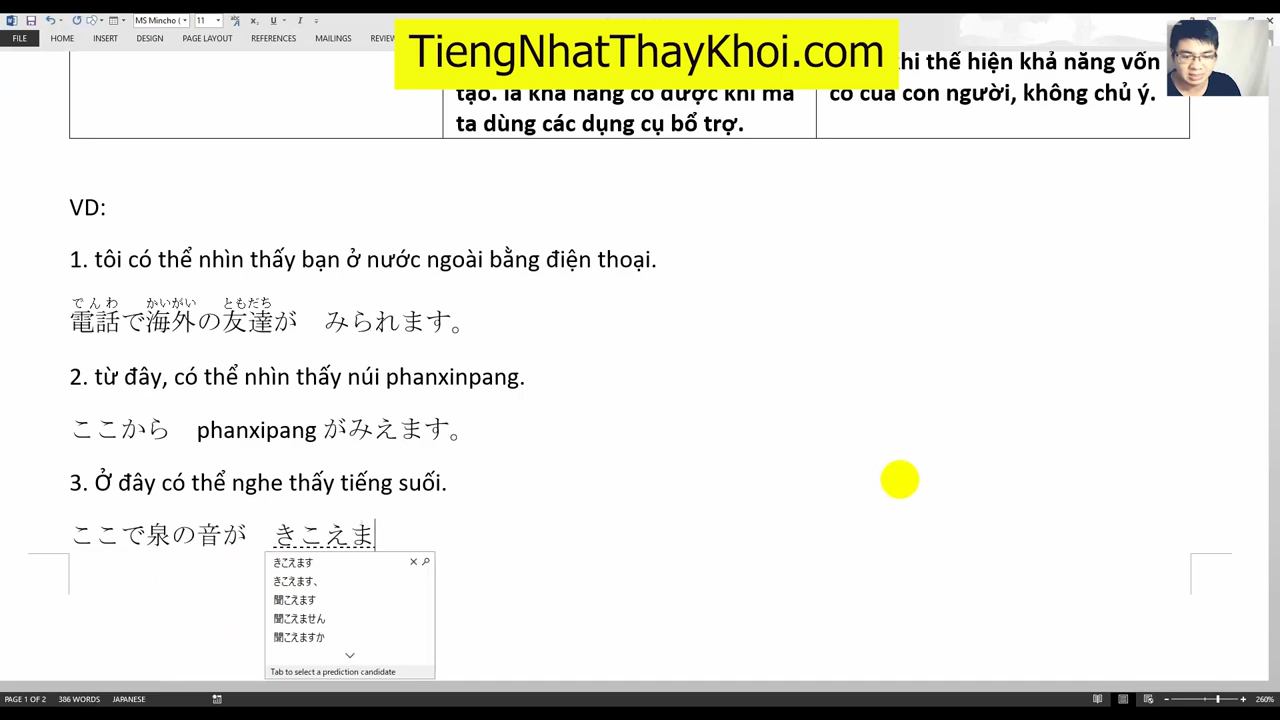 MS Mincho
11
FILE
HOME
INSERT
DESIGN
PAGE LAYOUT
REFERENCES
MAILINGS
TiengNhatThayKhoi.com
hi thế hiện khả năng vốn
tạo. là khả năng có được khi mà
có của con người, không chủ ý.
ta dùng các dụng cụ bổ trợ.
VD:
1. tôi có thể nhìn thấy bạn ở nước ngoài bằng điện thoại.
でんわ かいがい ともだち
電話で海外の友達が みられます。
2. từ đây, có thể nhìn thấy núi phanxinpang.
ここから phanxipang がみえます。
3. Ở đây có thể nghe thấy tiếng suối.
ここで泉の音が きこえま
きこえます
きこえます、
聞こえます
聞こえません
聞こえますか
Tab to select a prediction candidate
PAGE 1 OF 2 386 WORDS JAPANESE
260%